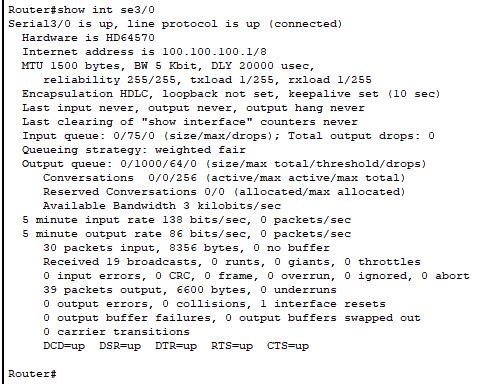 Router#show int se3/0
Serial3/0 is up, line protocol is up (connected)
Hardware is HD64570
Internet address is 100.100.100.1/8
MTU 1500 bytes, BW 5 Kbit, DLY 20000 usec,
reliability 255/255, txload 1/255, rxload 1/255
Encapsulation HDLC, loopback not set, keepalive set (10 sec)
Last input never, output never, output hang never
Last clearing of "show interface" counters never
Input queue: 0/75/0 (size/max/drops); Total output drops: 0
Queueing strategy: weighted fair
Output queue: 0/1000/64/0 (size/max total/threshold/drops)
Conversations  0/0/256 (active/max active/max total)
Reserved Conversations 0/0 (allocated/max allocated)
Available Bandwidth 3 kilobits/sec
5 minute input rate 138 bits/sec, 0 packets/sec
5 minute output rate 86 bits/sec, 0 packets/sec
30 packets input, 8356 bytes, 0 no buffer
Received 19 broadcasts, 0 runts, 0 giants, 0 throttles
0 input errors, 0 CRC, 0 frame, 0 overrun, 0 ignored, 0 abort
39 packets output, 6600 bytes, 0 underruns
0 output errors, 0 collisions, 1 interface resets
0 output buffer failures, 0 output buffers swapped out
0 carrier transitions
DCD=up  DSR=up  DTR=up  RTS=up  CTS=up
Router#